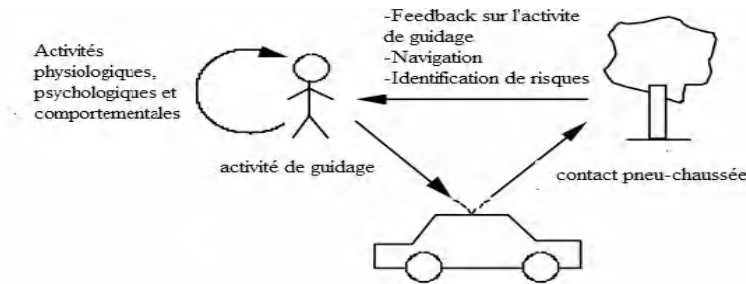 -Feedback sur l'activite
de guidage
-Navigation
-Identification de risques
Activités
physiologiques,
psychologiques et
comportementales
activité de guidage
contact pneu-chaussée